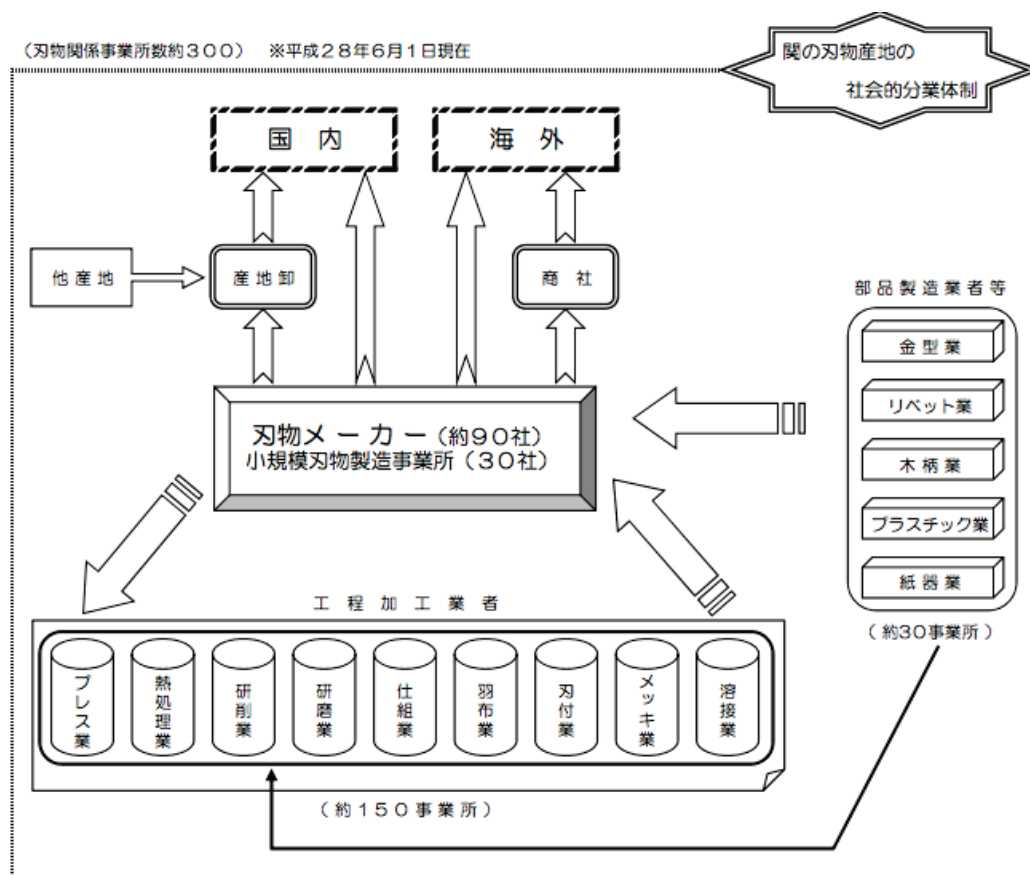 （刃物関係事業所数約３００）　※平成２８年６月１日現在
関の刃物産地の
社会的分業体制
国 内
海 外
他 産 地
産 地 卸
商 社
部 品 製 造 業 者 等
金 型 業
リベット業
木 柄 業
プラスチック業
紙 器 業
（ 約30 事 業 所 ）
刃物メーカー（約９０社）
小規模刃物製造事業所（３０社）
工 程 加 工 業 者
プレス業
熱処理業
研削業
研磨業
仕組業
羽布業
刃付業
メッキ業
溶接業
（ 約 １５０ 事 業 所 ）